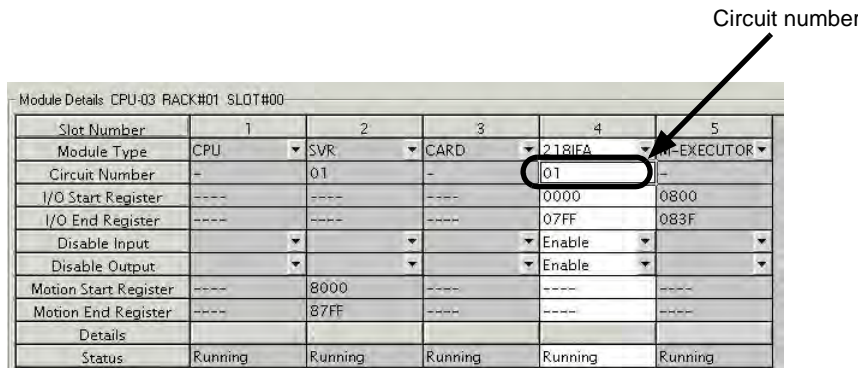 Circuit number
Module Details CPU-03 RACK#01 SLOT#00
Slot Number 1 2 3 4 5
Module Type CPU SVR CARD 218IFA M-EXECUTOR
Circuit Number - 01 - 01 -
I/O Start Register ---- ---- ---- 0000 0800
I/O End Register ---- ---- ---- 07FF 083F
Disable Input Enable
Disable Output Enable
Motion Start Register ---- 8000 ---- ---- ----
Motion End Register ---- 87FF ---- ---- ----
Details
Status Running Running Running Running Running